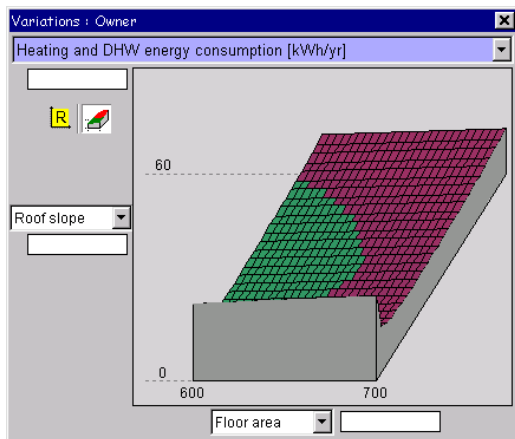 Variations : Owner
Heating and DHW energy consumption [kWh/yr]
R
60
Roof slope
0
600
700
Floor area